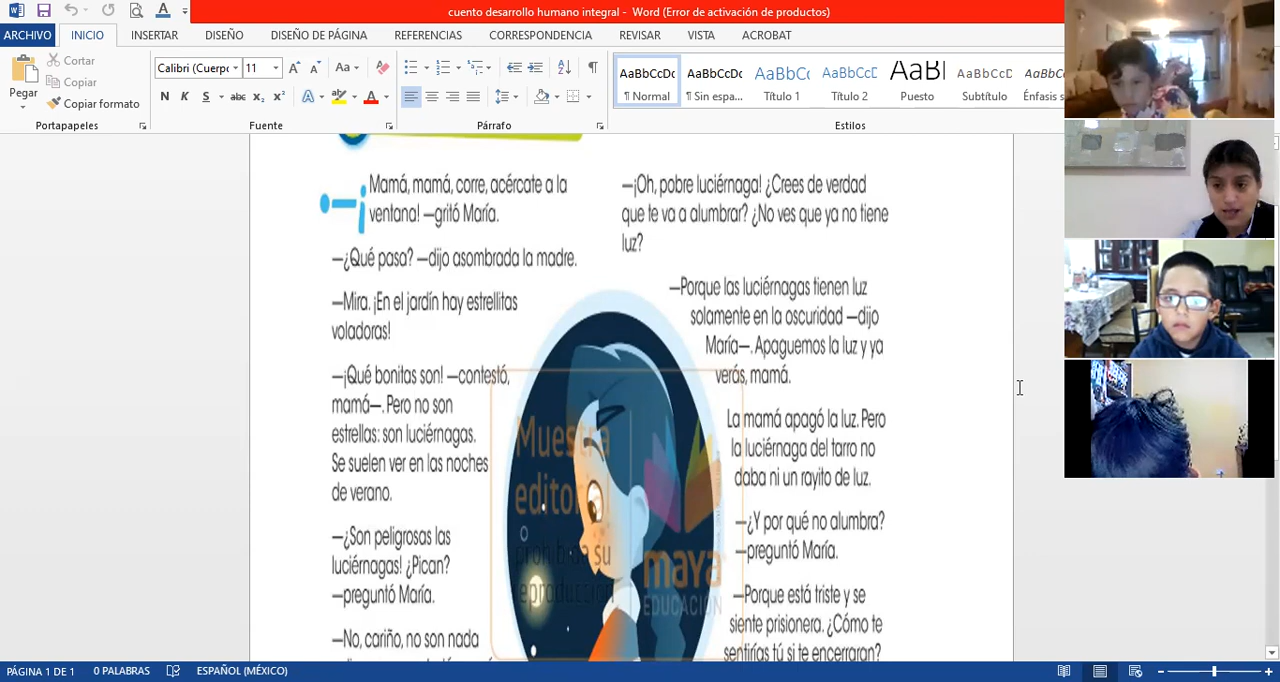 cuento desarrollo humano integral - Word (Error de activación de productos)
ARCHIVO INICIO INSERTAR DISEÑO DISEÑO DE PÁGINA REFERENCIAS CORRESPONDENCIA REVISAR VISTA ACROBAT
Pegar
Cortar
Copiar
Copiar formato
Portapapeles
Calibri (Cuerpo 11
Fuente
Párrafo
AaBbCcDc AaBbCcDc AaBbCc AaBbCcD AaBl AaBbCcD AaBbCcD
¶ Normal ¶ Sin espa... Título 1 Título 2 Puesto Subtítulo Énfasis s
Estilos
—¡Mamá, mamá, corre, acércate a la
ventana! —gritó María.
—¿Qué pasa? —dijo asombrada la madre.
—Mira. ¡En el jardín hay estrellitas
voladoras!
—¡Qué bonitas son! —contestó,
mamá—. Pero no son
estrellas: son luciérnagas.
Se suelen ver en las noches
de verano.
—¿Son peligrosas las
luciérnagas! ¿Pican?
—preguntó María.
—No, cariño, no son nada
—¡Oh, pobre luciérnaga! ¿Crees de verdad
que te va a alumbrar? ¿No ves que ya no tiene
luz?
—Porque las luciérnagas tienen luz
solamente en la oscuridad —dijo
María—. Apaguemos la luz y ya
verás, mamá.
La mamá apagó la luz. Pero
la luciérnaga del tarro no
daba ni un rayito de luz.
—¿Y por qué no alumbra?
—preguntó María.
—Porque está triste y se
siente prisionera. ¿Cómo te
sentirías tú si te encerraran?
Muestra
editorial
prohibida su
reproducción
maya
EDUCACIÓN
PÁGINA 1 DE 1 0 PALABRAS ESPAÑOL (MÉXICO)